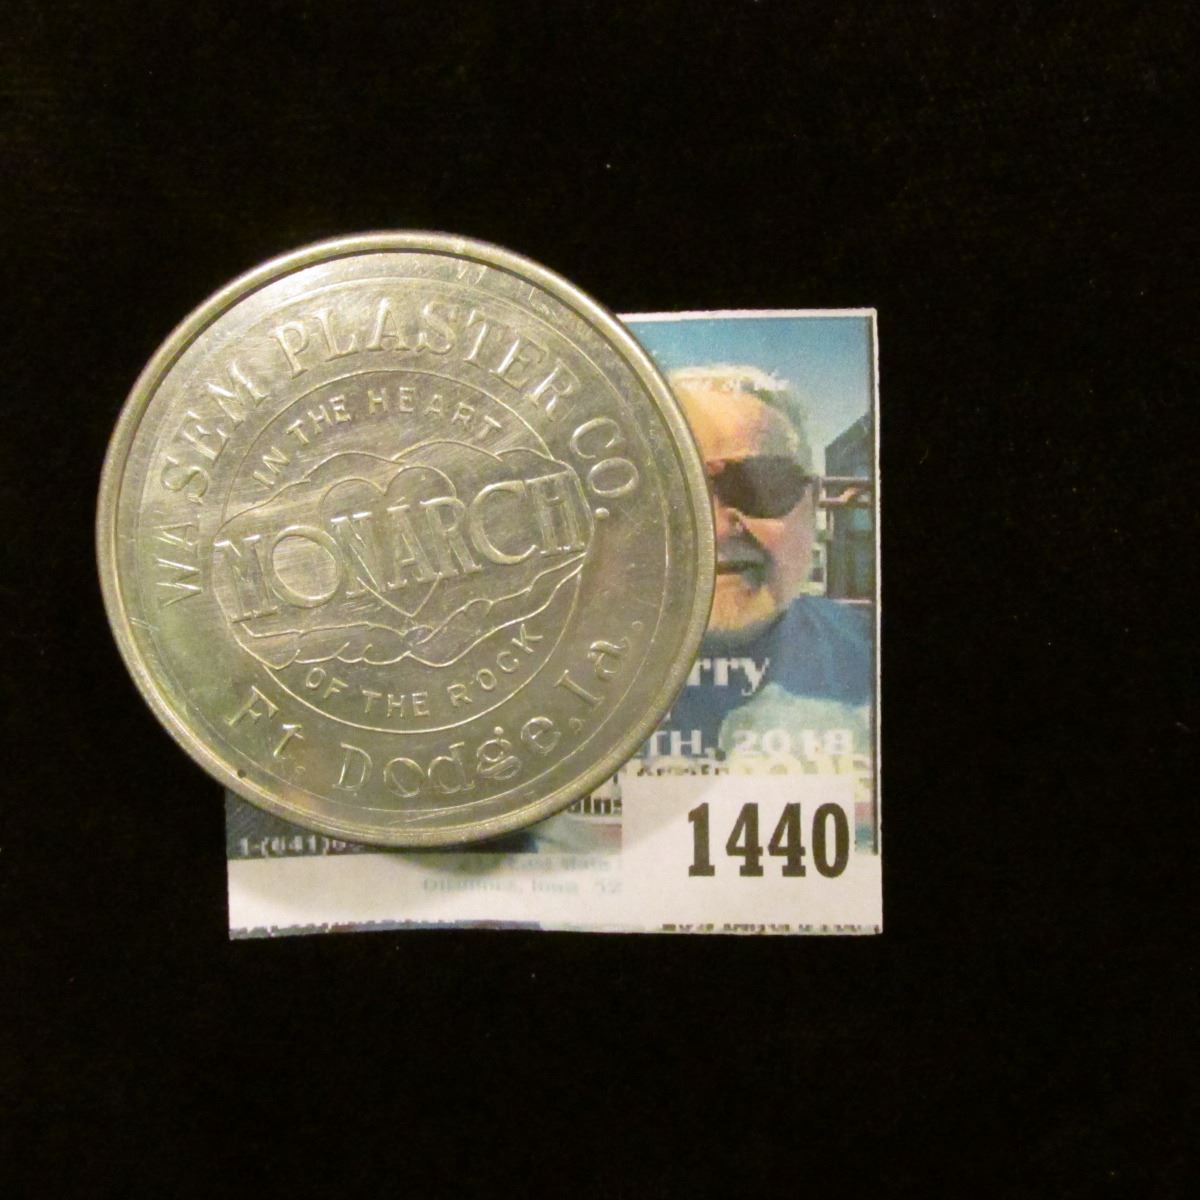 WASEM PLASTER CO.
IN THE HEART
MONARCH
OF THE ROCK
Ft. Dodge, Ia.
rry
TH, 2018
1440